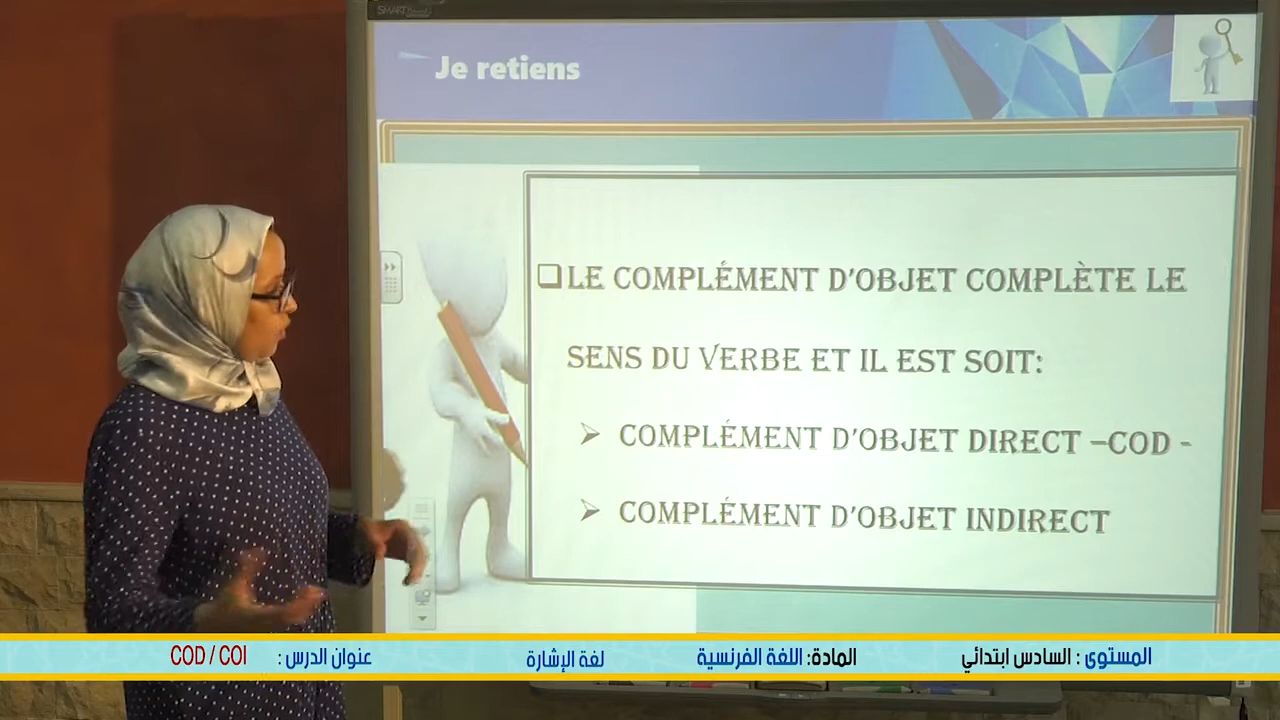 SMART
Je retiens
❑ LE COMPLÉMENT D'OBJET COMPLÈTE LE
SENS DU VERBE ET IL EST SOIT:
➢ COMPLÉMENT D'OBJET DIRECT –COD -
➢ COMPLÉMENT D'OBJET INDIRECT
المستوى : السادس ابتدائي
المادة: اللغة الفرنسية
لغة الإشارة
عنوان الدرس : COD / COI